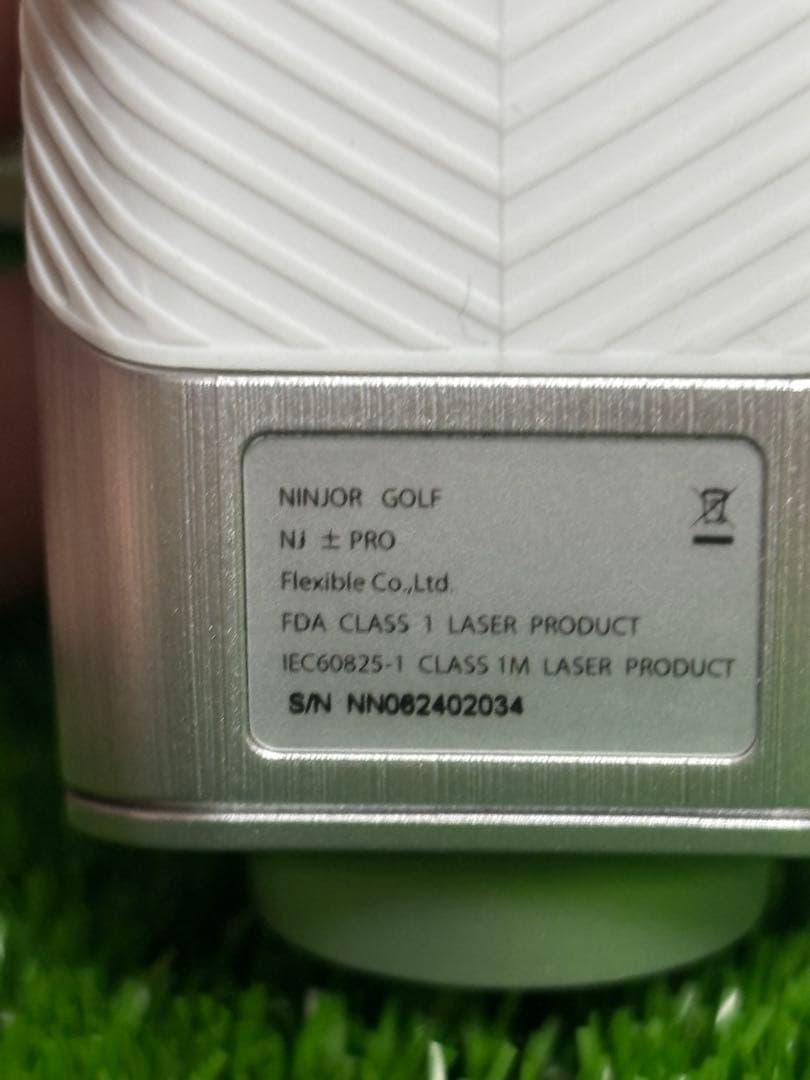 NINJOR GOLF
NJ ± PRO
Flexible Co.,Ltd.
FDA CLASS 1 LASER PRODUCT
IEC60825-1 CLASS 1M LASER PRODUCT
S/N NN062402034